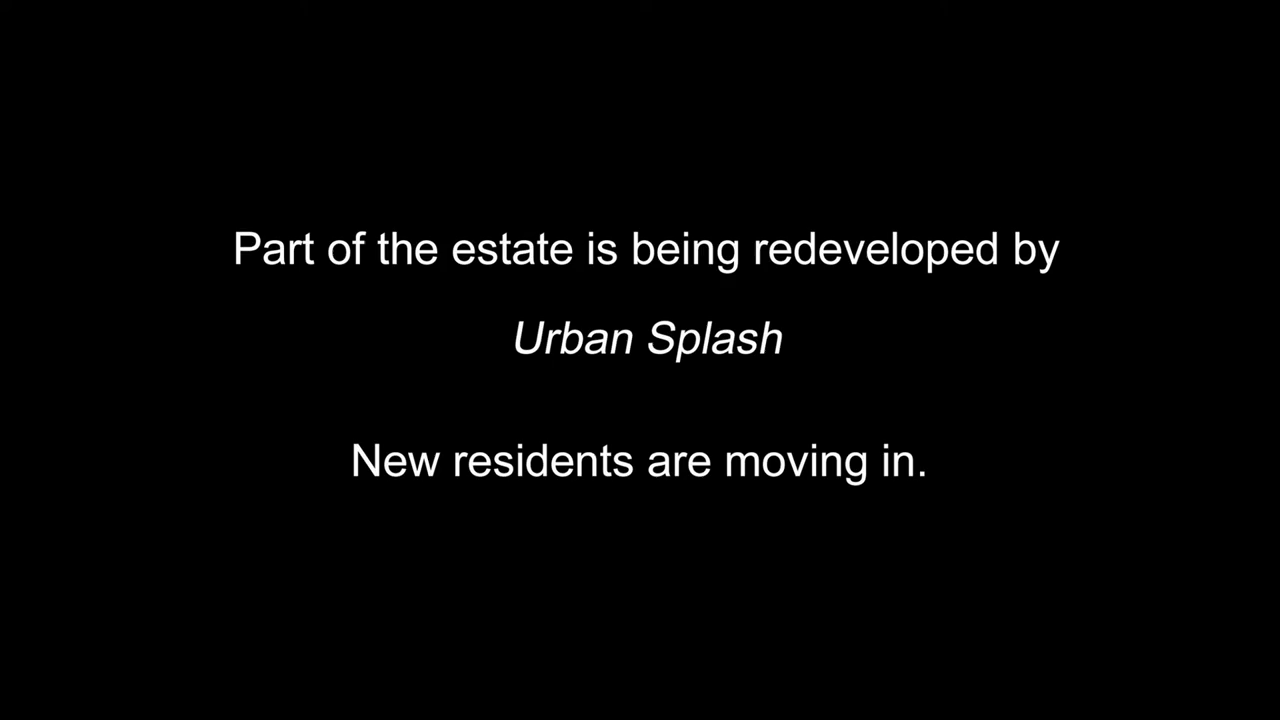 Part of the estate is being redeveloped by
Urban Splash
New residents are moving in.